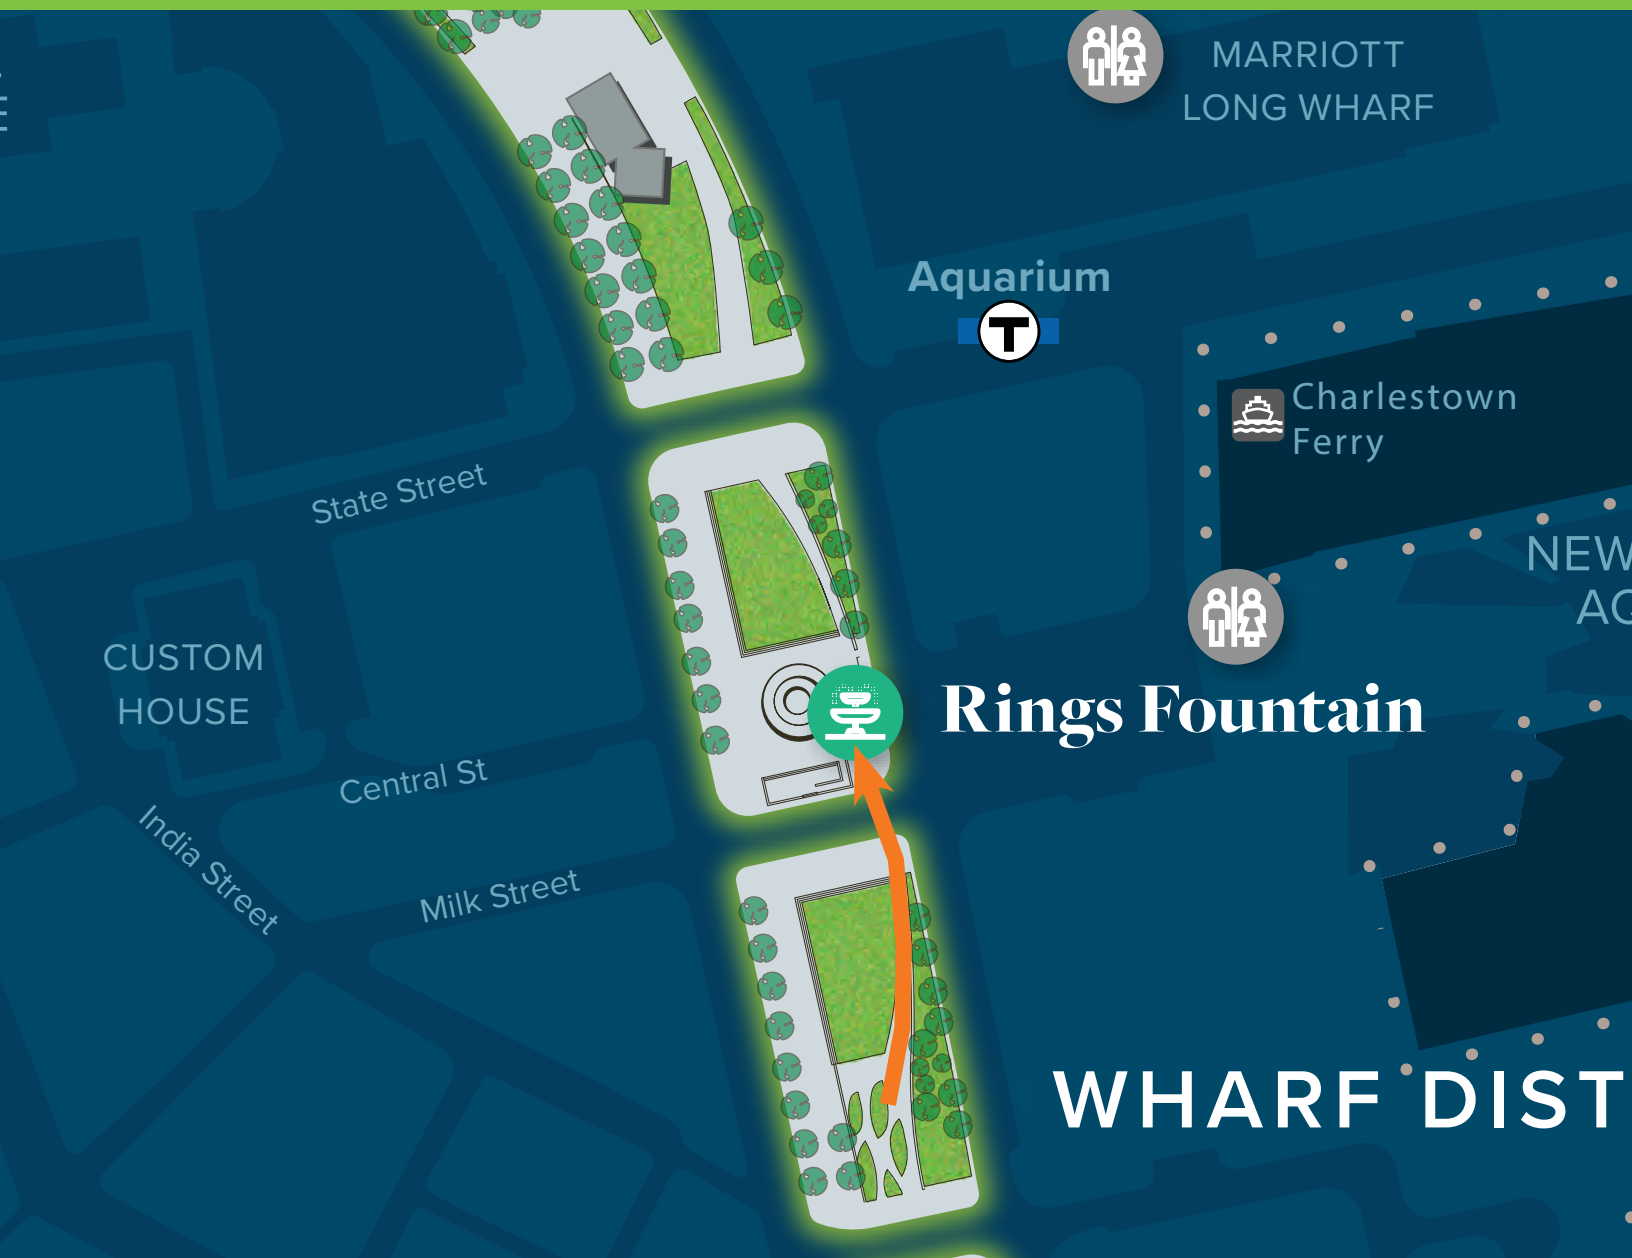 MARRIOTT
LONG WHARF
Aquarium
T
Charlestown
Ferry
State Street
NEW
CUSTOM
HOUSE
Rings Fountain
Central St
India Street
Milk Street
WHARF DIST